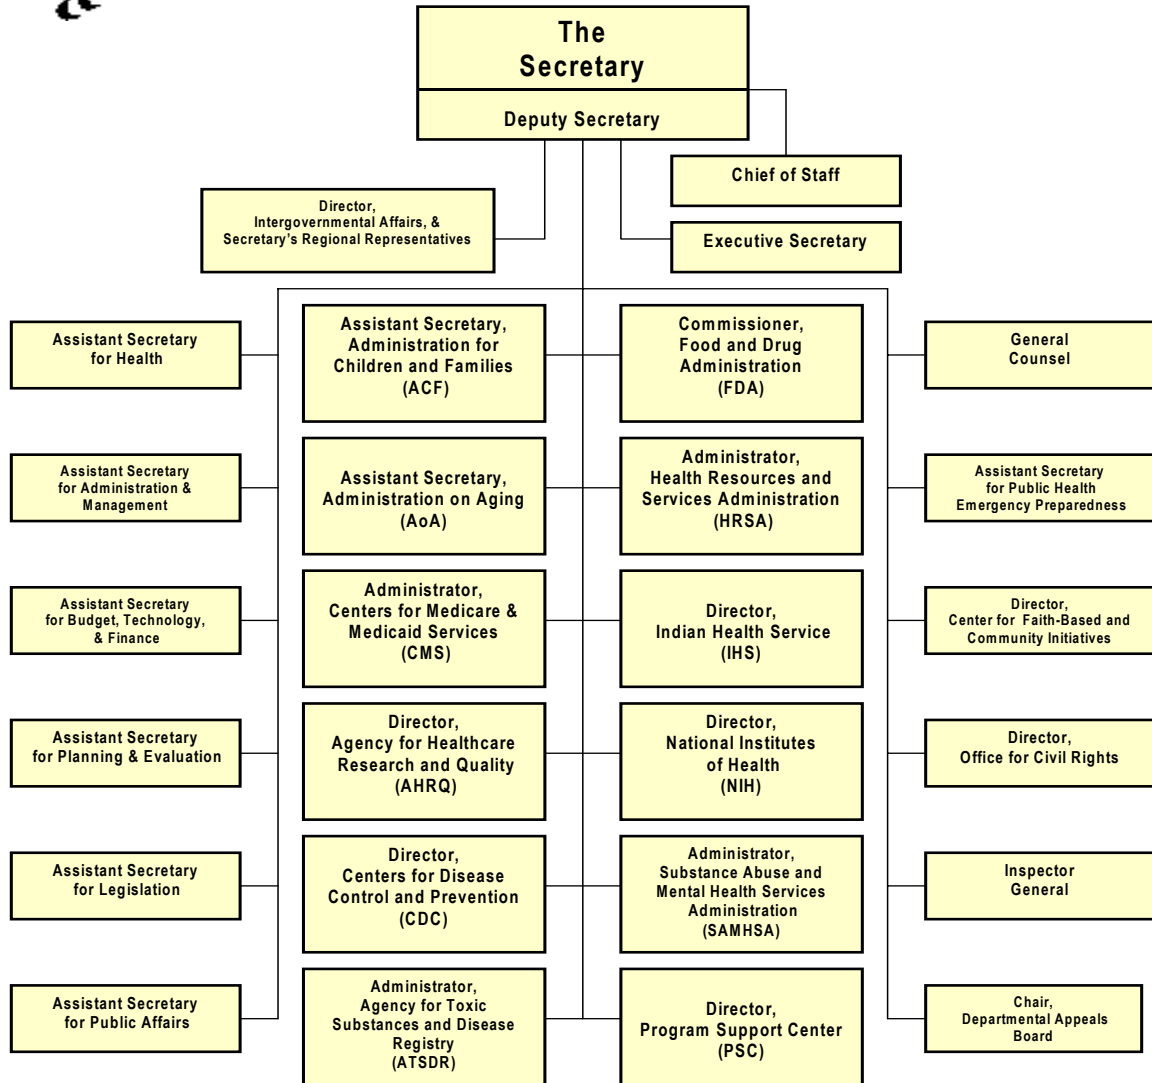 The
Secretary
Deputy Secretary
Chief of Staff
Director,
Intergovernmental Affairs, &
Secretary's Regional Representatives
Executive Secretary
Assistant Secretary
for Health
Assistant Secretary,
Administration for
Children and Families
(ACF)
Commissioner,
Food and Drug
Administration
(FDA)
General
Counsel
Assistant Secretary
for Administration &
Management
Assistant Secretary,
Administration on Aging
(AoA)
Administrator,
Health Resources and
Services Administration
(HRSA)
Assistant Secretary
for Public Health
Emergency Preparedness
Assistant Secretary
for Budget, Technology,
& Finance
Administrator,
Centers for Medicare &
Medicaid Services
(CMS)
Director,
Indian Health Service
(IHS)
Director,
Center for Faith-Based and
Community Initiatives
Assistant Secretary
for Planning & Evaluation
Director,
Agency for Healthcare
Research and Quality
(AHRQ)
Director,
National Institutes
of Health
(NIH)
Director,
Office for Civil Rights
Assistant Secretary
for Legislation
Director,
Centers for Disease
Control and Prevention
(CDC)
Administrator,
Substance Abuse and
Mental Health Services
Administration
(SAMHSA)
Inspector
General
Assistant Secretary
for Public Affairs
Administrator,
Agency for Toxic
Substances and Disease
Registry
(ATSDR)
Director,
Program Support Center
(PSC)
Chair,
Departmental Appeals
Board